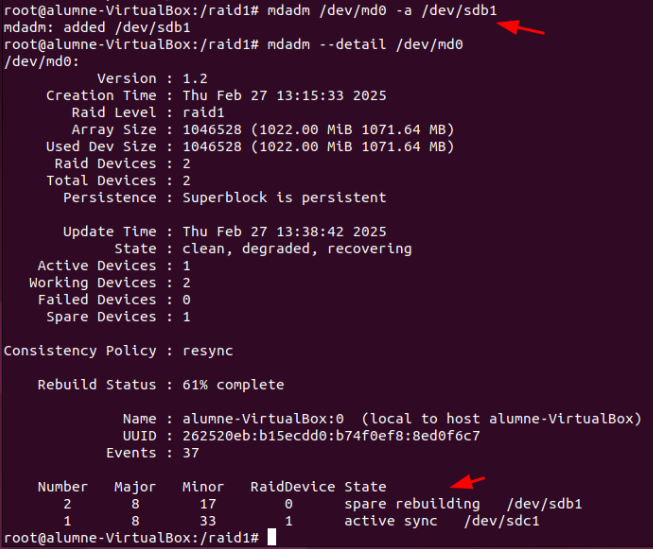 root@alumne-VirtualBox:/raid1# mdadm /dev/md0 -a /dev/sdb1
mdadm: added /dev/sdb1
root@alumne-VirtualBox:/raid1# mdadm --detail /dev/md0
/dev/md0:
Version : 1.2
Creation Time : Thu Feb 27 13:15:33 2025
Raid Level : raid1
Array Size : 1046528 (1022.00 MiB 1071.64 MB)
Used Dev Size : 1046528 (1022.00 MiB 1071.64 MB)
Raid Devices : 2
Total Devices : 2
Persistence : Superblock is persistent
Update Time : Thu Feb 27 13:38:42 2025
State : clean, degraded, recovering
Active Devices : 1
Working Devices : 2
Failed Devices : 0
Spare Devices : 1
Consistency Policy : resync
Rebuild Status : 61% complete
Name : alumne-VirtualBox:0  (local to host alumne-VirtualBox)
UUID : 262520eb:b15ecdd0:b74f0ef8:8ed0f6c7
Events : 37
Number   Major   Minor   RaidDevice State
2       8       17        0      spare rebuilding   /dev/sdb1
1       8       33        1      active sync   /dev/sdc1
root@alumne-VirtualBox:/raid1#